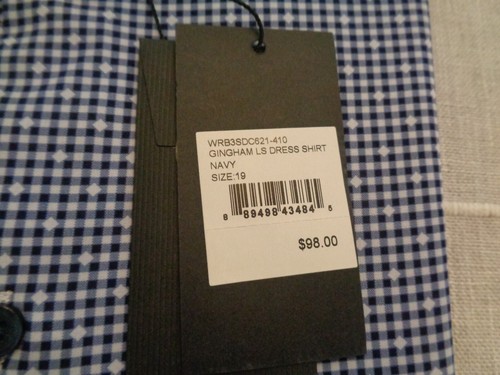 WRB3SDC621-410
GINGHAM LS DRESS SHIRT
NAVY
SIZE:19
8 89498 43484 5
$98.00